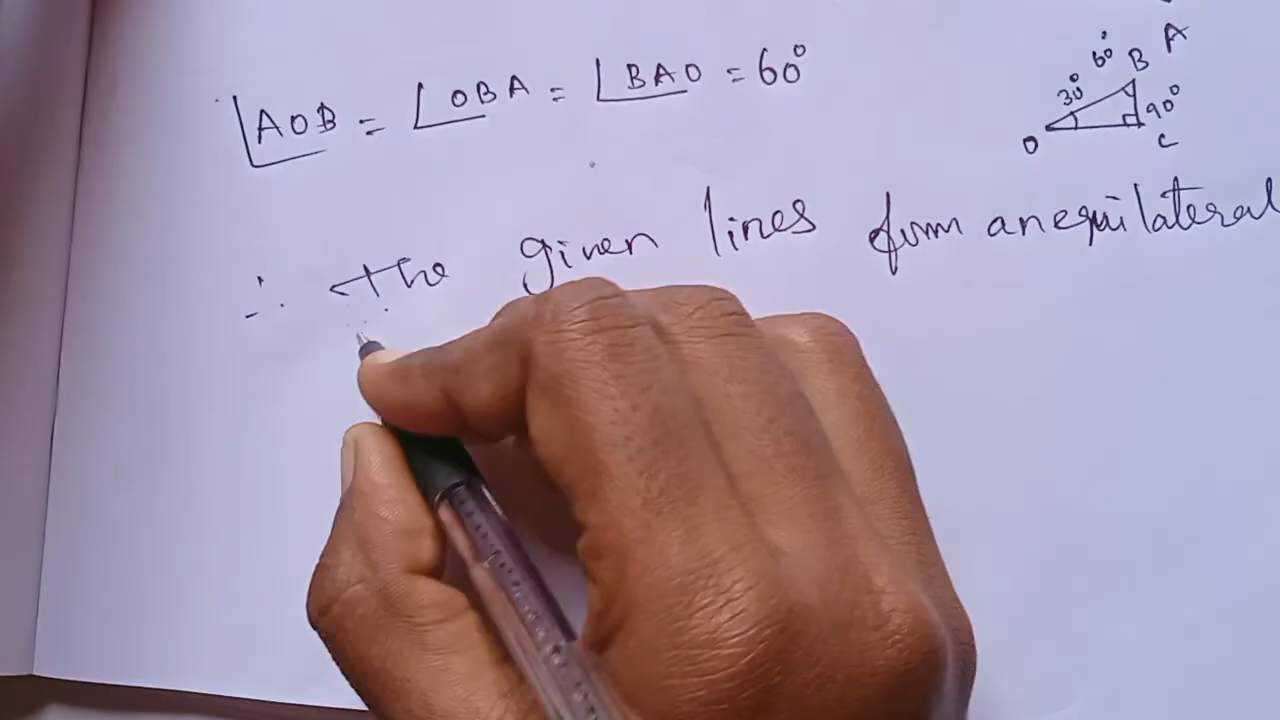 ∠AOB = ∠OBA = ∠BAO = 60°
60° B A
30°
90°
O C
∴ The given lines form an equilateral